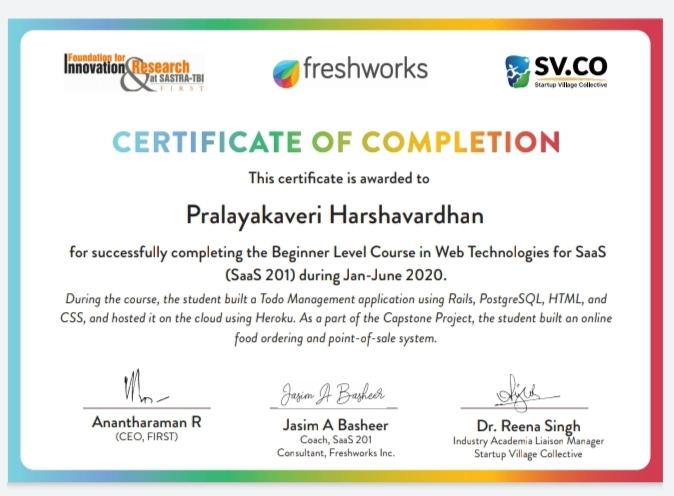 Foundation for
Innovation & Research
at SASTRA-TBI
FIRST
freshworks
SV.CO
Startup Village Collective
CERTIFICATE OF COMPLETION
This certificate is awarded to
Pralayakaveri Harshavardhan
for successfully completing the Beginner Level Course in Web Technologies for SaaS
(SaaS 201) during Jan-June 2020.
During the course, the student built a Todo Management application using Rails, PostgreSQL, HTML, and
CSS, and hosted it on the cloud using Heroku. As a part of the Capstone Project, the student built an online
food ordering and point-of-sale system.
Jasim A Basheer
Anantharaman R
(CEO, FIRST)
Jasim A Basheer
Coach, SaaS 201
Consultant, Freshworks Inc.
Dr. Reena Singh
Industry Academia Liaison Manager
Startup Village Collective